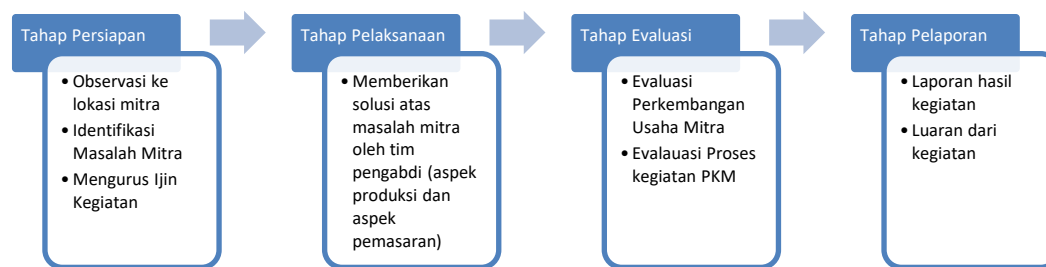 Tahap Persiapan
• Observasi ke
lokasi mitra
• Identifikasi
Masalah Mitra
• Mengurus Ijin
Kegiatan
Tahap Pelaksanaan
• Memberikan
solusi atas
masalah mitra
oleh tim
pengabdi (aspek
produksi dan
aspek
pemasaran)
Tahap Evaluasi
• Evaluasi
Perkembangan
Usaha Mitra
• Evalauasi Proses
kegiatan PKM
Tahap Pelaporan
• Laporan hasil
kegiatan
• Luaran dari
kegiatan